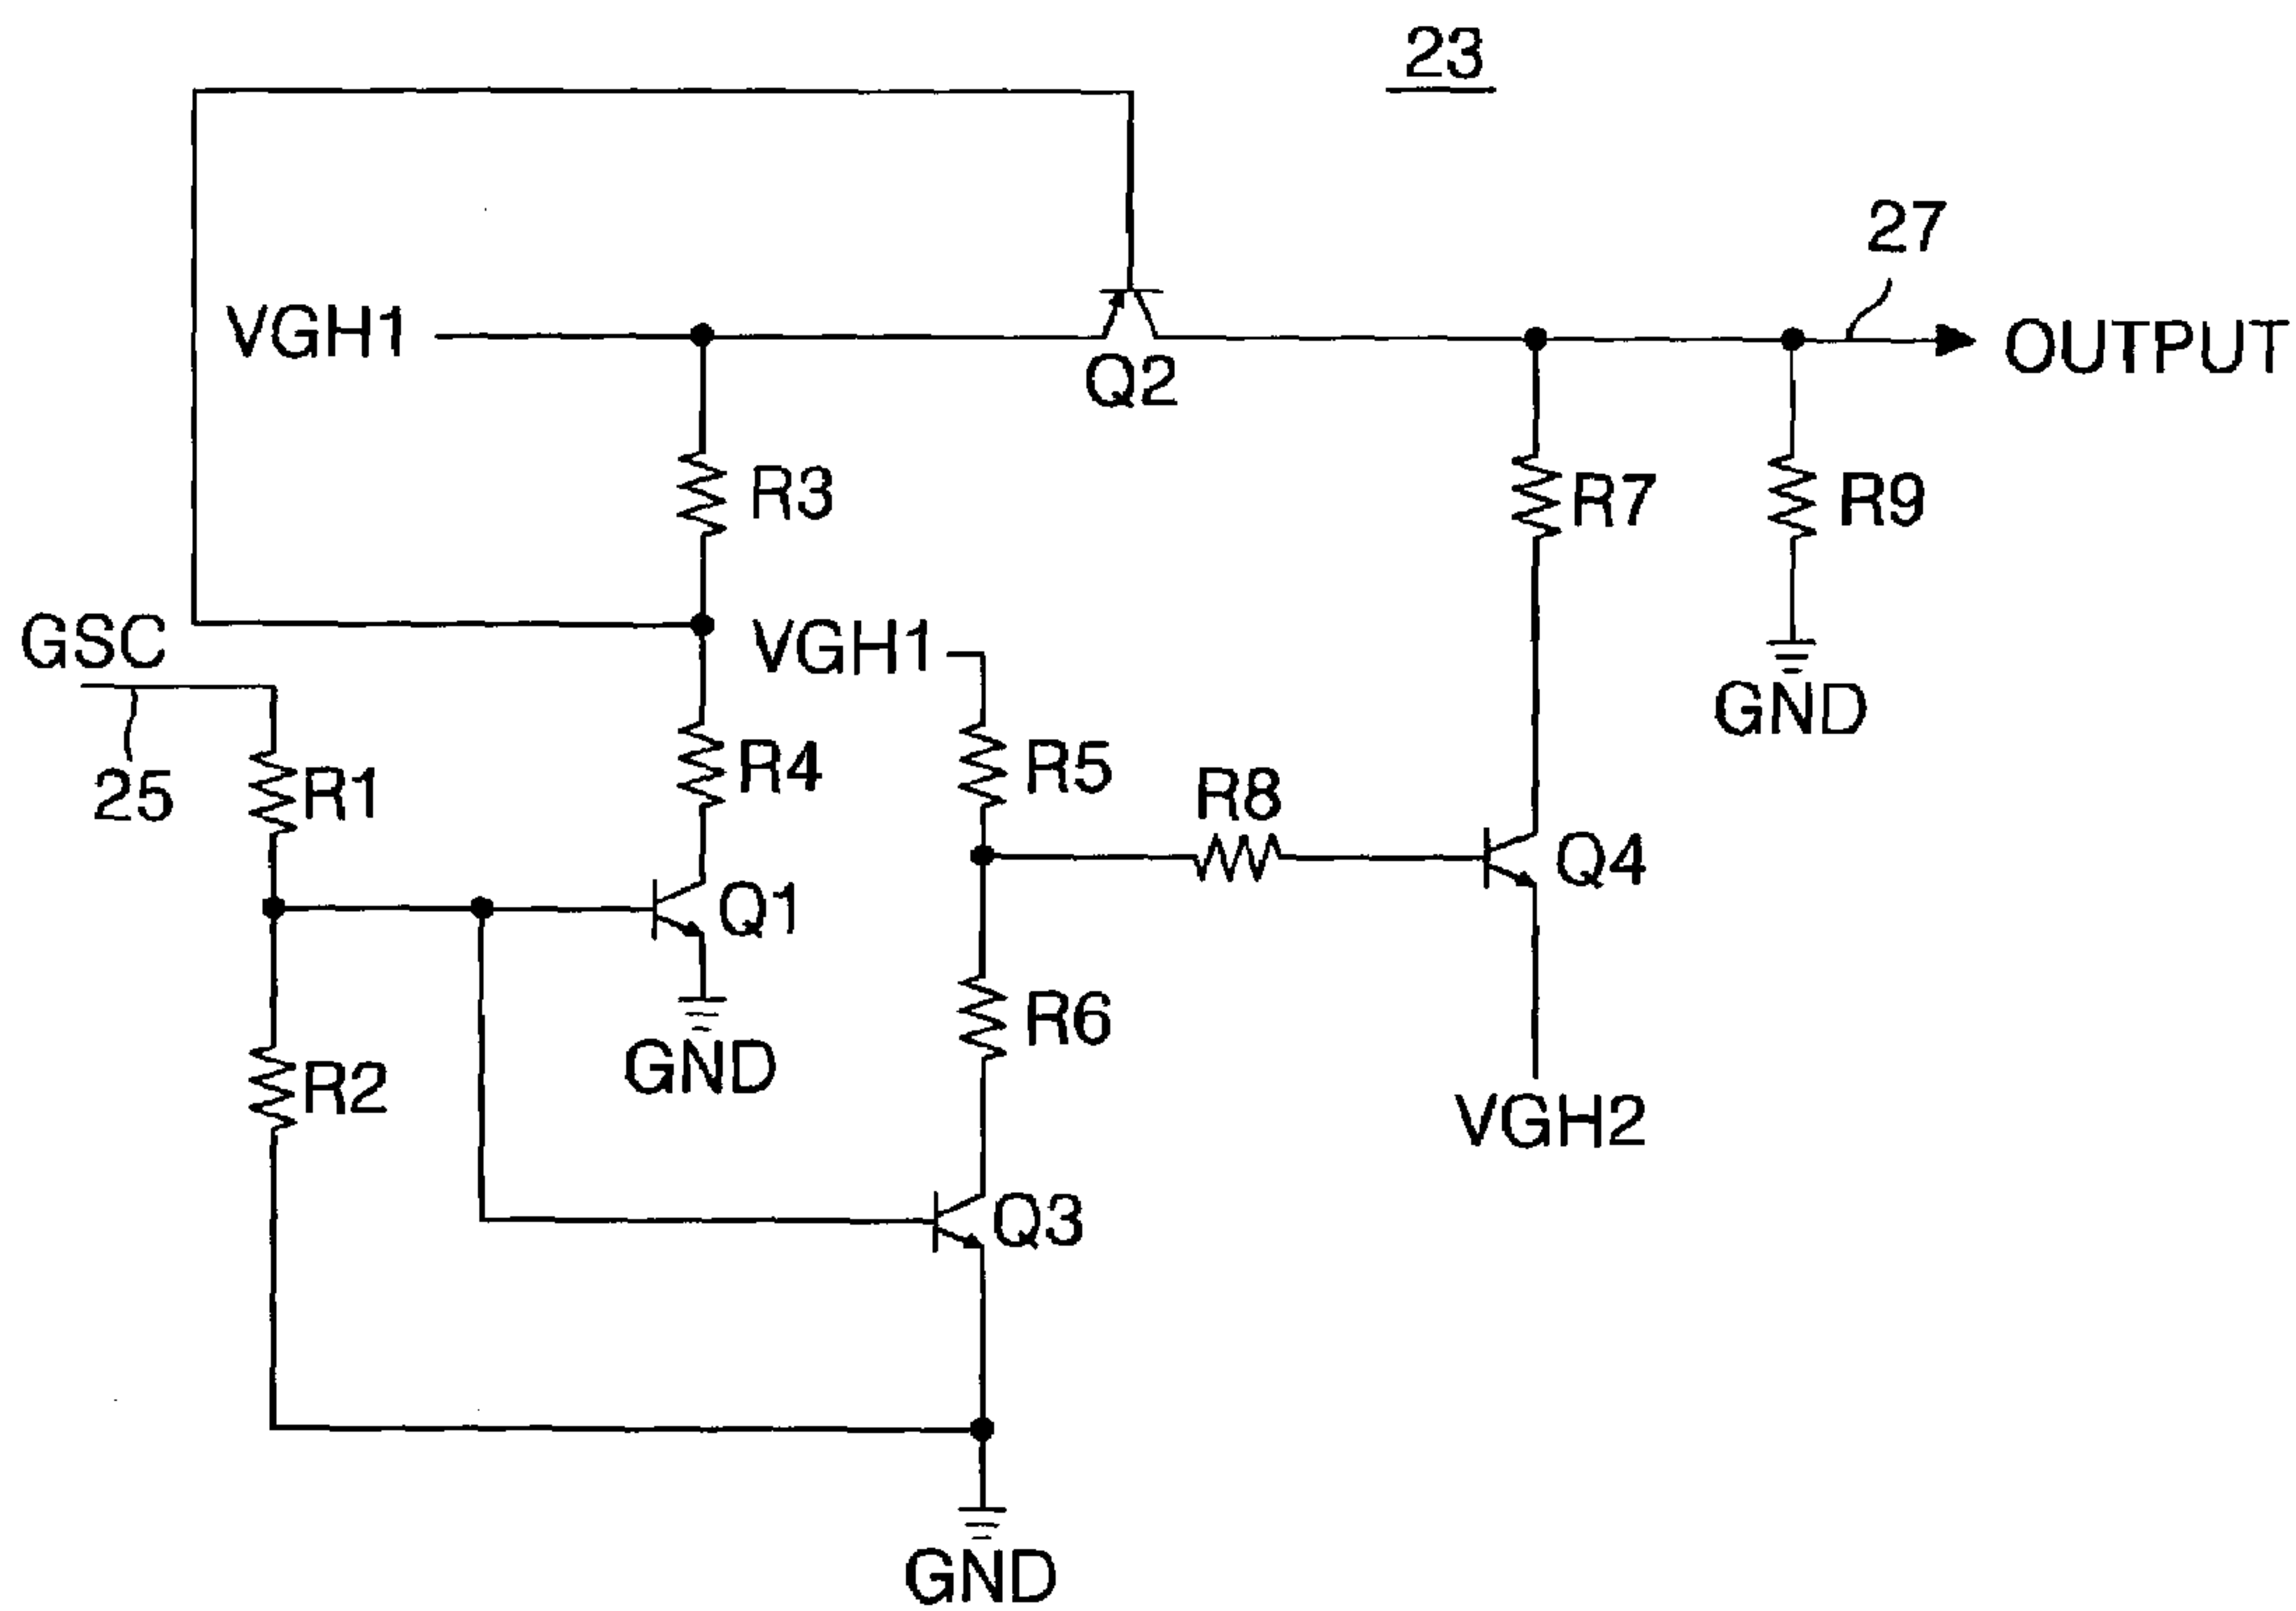 23
27
VGH1
OUTPUT
Q2
R3
R7
R9
GSC
VGH1
GND
25
R1
R4
R5
R8
Q4
Q1
R6
GND
R2
VGH2
Q3
GND